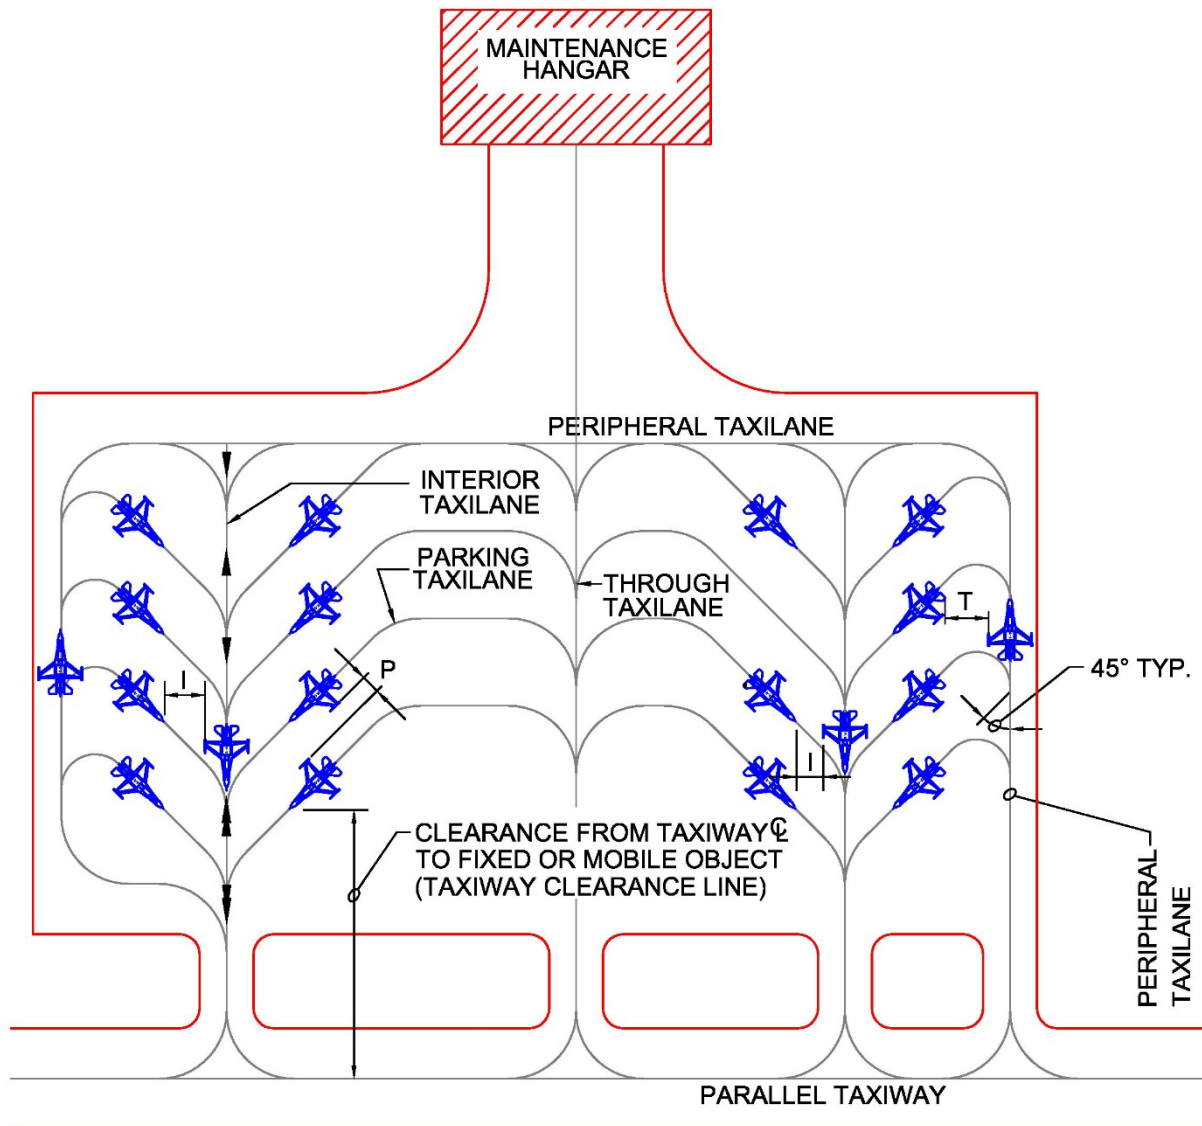 MAINTENANCE
HANGAR
PERIPHERAL TAXILANE
INTERIOR
TAXILANE
PARKING
TAXILANE
THROUGH
TAXILANE
T
P
I
45° TYP.
I
CLEARANCE FROM TAXIWAY ℄
TO FIXED OR MOBILE OBJECT
(TAXIWAY CLEARANCE LINE)
PERIPHERAL
TAXILANE
PARALLEL TAXIWAY